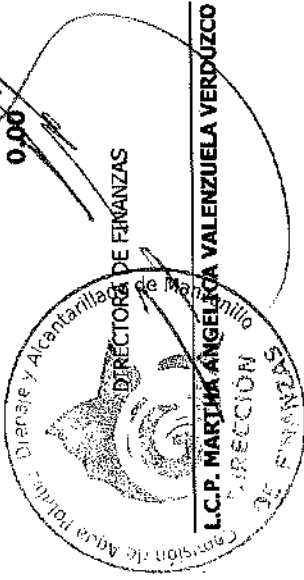 0.00
DIRECTORA DE FINANZAS
L.C.P. MARTHA ANGELICA VALENZUELA VERDUZCO
Comisión de Agua Potable, Drenaje y Alcantarillado de Manzanillo
DIRECCIÓN
DE FINANZAS